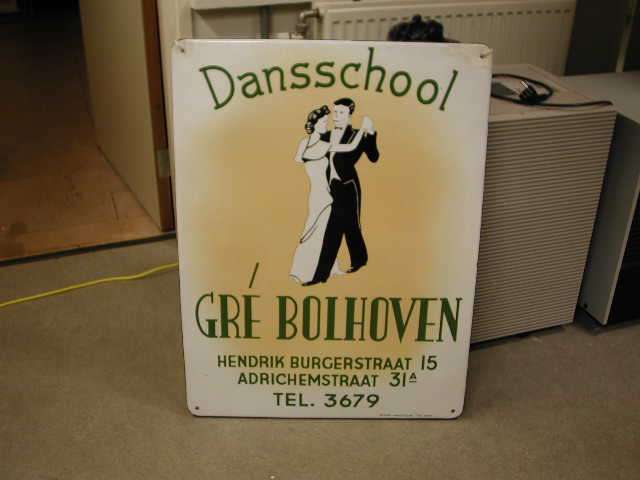 Dansschool
GRÉ BOLHOVEN
HENDRIK BURGERSTRAAT 15
ADRICHEMSTRAAT 31A
TEL. 3679